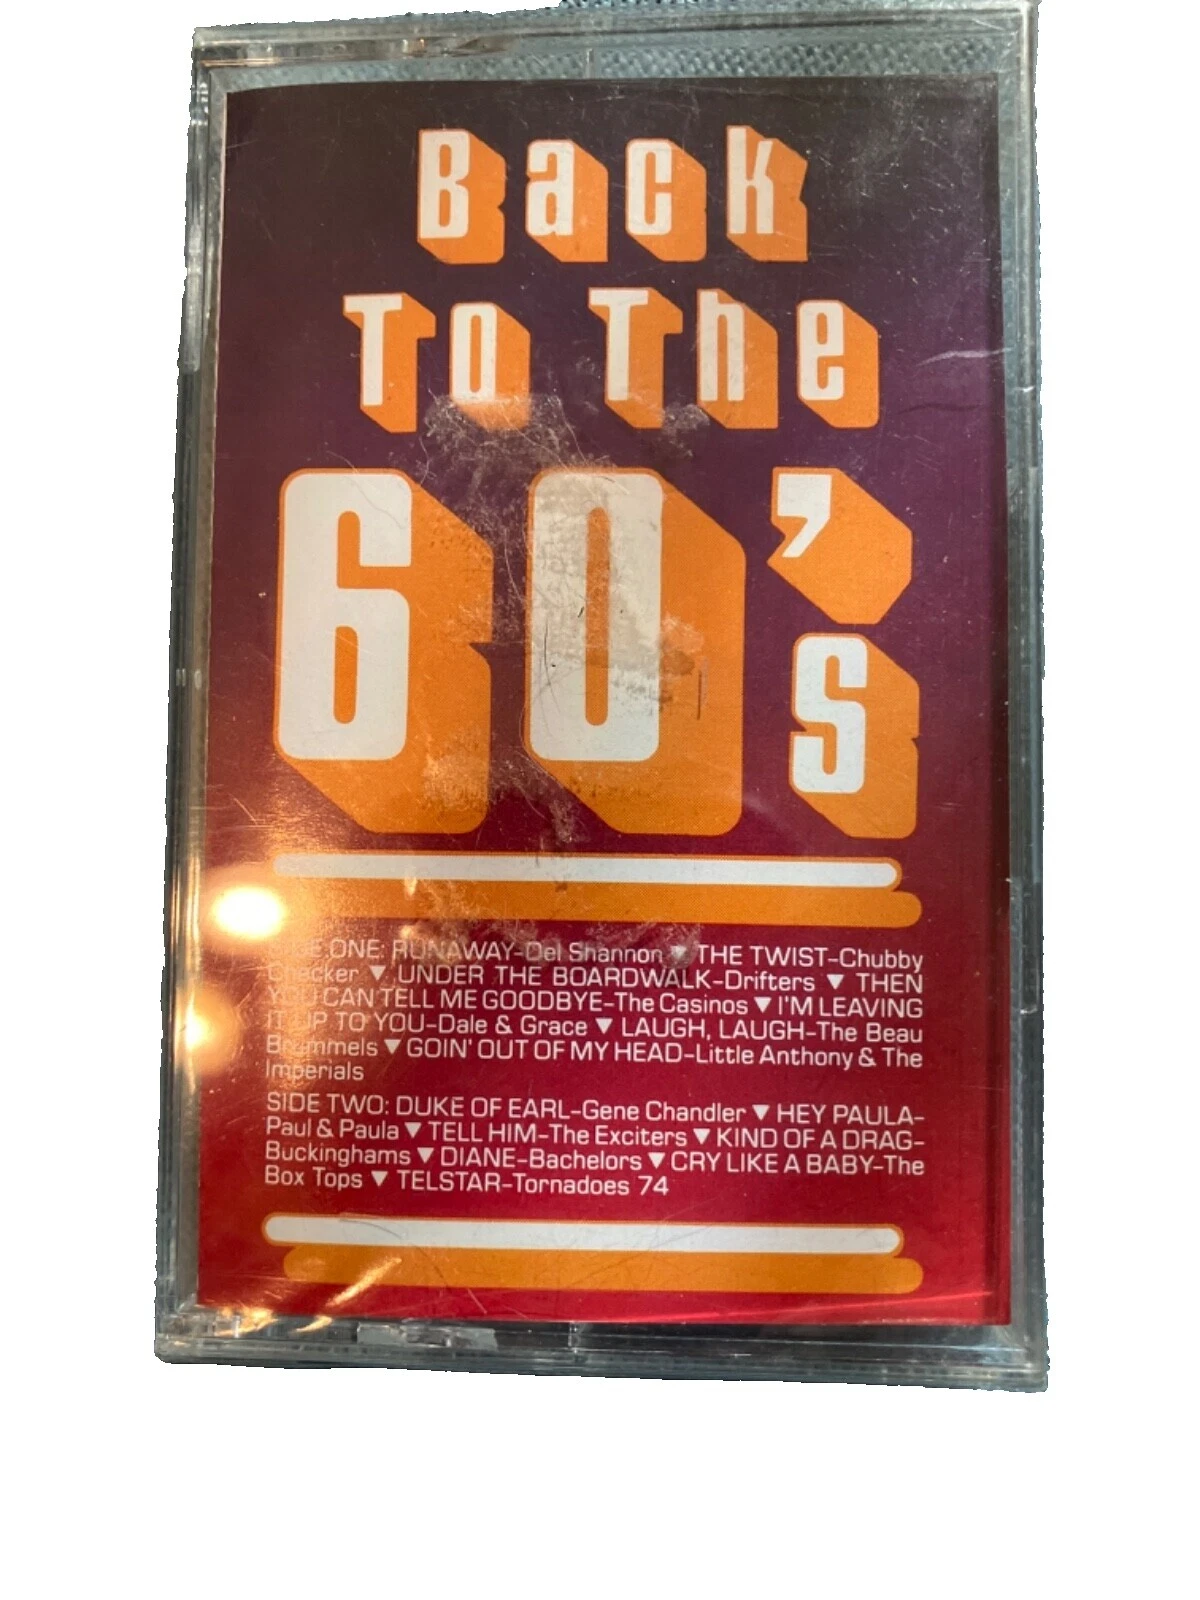 Back
To The
60's
SIDE ONE: RUNAWAY-Del Shannon ▼ THE TWIST-Chubby
Checker ▼ UNDER THE BOARDWALK-Drifters ▼ THEN
YOU CAN TELL ME GOODBYE-The Casinos ▼ I'M LEAVING
IT UP TO YOU-Dale & Grace ▼ LAUGH, LAUGH-The Beau
Brummels ▼ GOIN' OUT OF MY HEAD-Little Anthony & The
Imperials
SIDE TWO: DUKE OF EARL-Gene Chandler ▼ HEY PAULA-
Paul & Paula ▼ TELL HIM-The Exciters ▼ KIND OF A DRAG-
Buckinghams ▼ DIANE-Bachelors ▼ CRY LIKE A BABY-The
Box Tops ▼ TELSTAR-Tornadoes 74